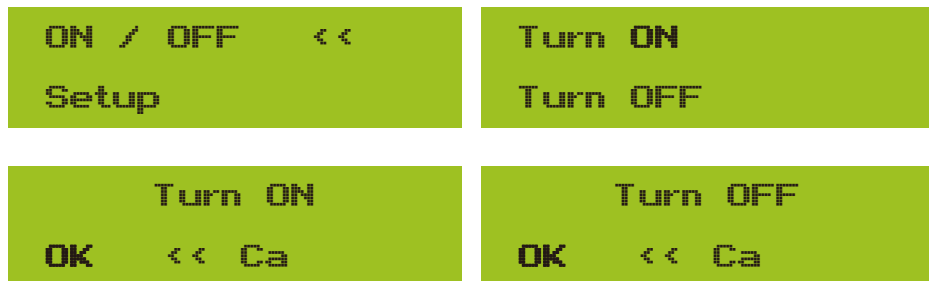 ON / OFF <<
Setup
Turn ON
Turn OFF
Turn ON
OK << Ca
Turn OFF
OK << Ca